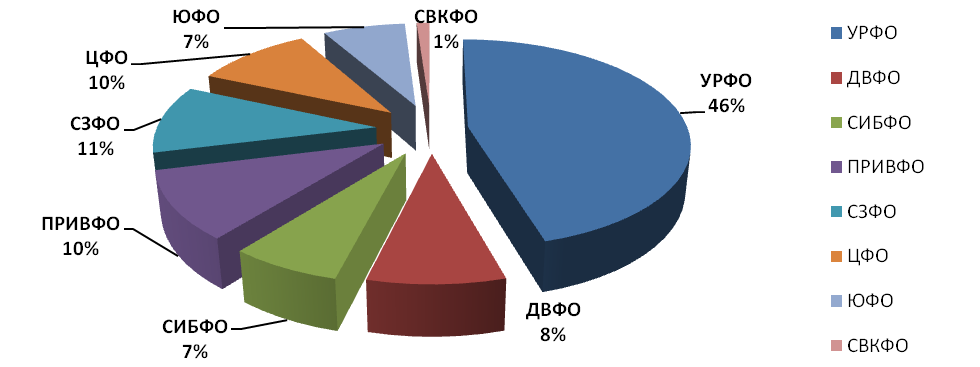 СВКФО
1%
УРФО
46%
ДВФО
8%
СИБФО
7%
ПРИВФО
10%
СЗФО
11%
ЦФО
10%
ЮФО
7%
УРФО
ДВФО
СИБФО
ПРИВФО
СЗФО
ЦФО
ЮФО
СВКФО